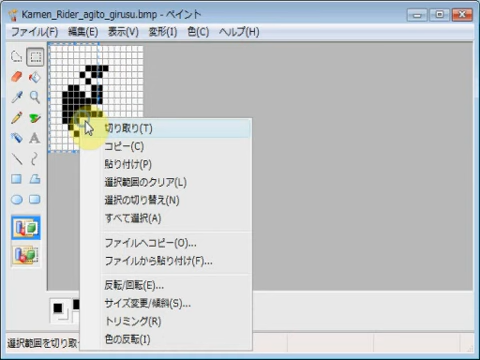 Kamen_Rider_agito_girusu.bmp - ペイント
ファイル(F) 編集(E) 表示(V) 変形(I) 色(C) ヘルプ(H)
切り取り(T)
コピー(C)
貼り付け(P)
選択範囲のクリア(L)
選択の切り替え(N)
すべて選択(A)
ファイルへコピー(O)...
ファイルから貼り付け(F)...
反転/回転(E)...
サイズ変更/傾斜(S)...
トリミング(R)
色の反転(I)
選択範囲を切り取